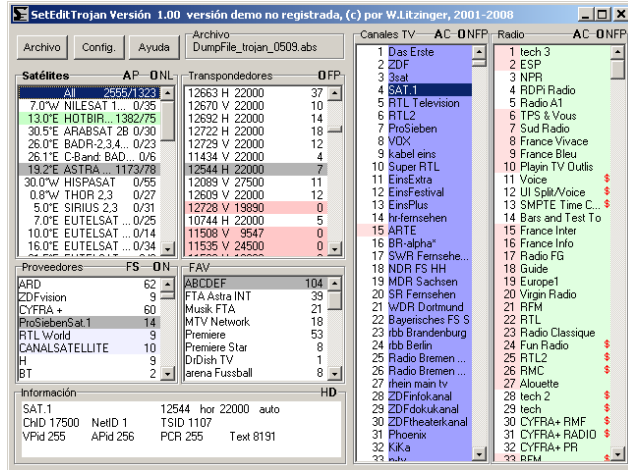 SetEditTrojan Versión 1.00 versión demo no registrada, (c) por W.Litzinger, 2001-2008
Archivo
Config.
Ayuda
Archivo
DumpFile_trojan_0509.abs
Satélites AP ONL
All 2555/1323
7.0°W NILESAT 1... 0/35
13.0°E HOTBIR... 1382/75
30.5°E ARABSAT 2B 0/30
26.0°E BADR-2,3,4... 0/23
26.1°E C-Band: BAD... 0/6
19.2°E ASTRA ... 1173/78
30.0°W HISPASAT 0/55
0.8°W THOR 2,3 0/27
5.0°E SIRIUS 2,3 0/31
7.0°E EUTELSAT ...0/25
10.0°E EUTELSAT ...0/14
16.0°E EUTELSAT ...0/34
Transpondedores OFP
12663 H 22000 37
12670 V 22000 10
12692 H 22000 14
12722 H 22000 18
12729 V 22000 12
11434 V 22000 4
12544 H 22000 7
12089 V 27500 11
12609 V 22000 12
12728 V 19890 0
10744 H 22000 5
11508 V 9547 0
11535 V 24500 0
Proveedores FS ON
ARD 62
ZDFvision 9
CYFRA + 60
ProSiebenSat.1 14
RTL World 9
CANALSATELLITE 10
H 9
BT 2
FAV
ABCDEF 104
FTA Astra INT 39
Musik FTA 21
MTV Network 18
Premiere 53
Premiere Star 8
DrDish TV 1
arena Fussball 8
Información HD
SAT.1 12544 hor 22000 auto
ChID 17500 NetID 1 TSID 1107
VPid 255 APid 256 PCR 255 Text 8191
Canales TV AC ONFP
1 Das Erste
2 ZDF
3 3sat
4 SAT.1
5 RTL Television
6 RTL2
7 ProSieben
8 VOX
9 kabel eins
10 Super RTL
11 EinsExtra
12 EinsFestival
13 EinsPlus
14 hr-fernsehen
15 ARTE
16 BR-alpha*
17 SWR Fernsehe...
18 NDR FS HH
19 MDR Sachsen
20 SR Fernsehen
21 WDR Dortmund
22 Bayerisches FS S
23 rbb Brandenburg
24 rbb Berlin
25 Radio Bremen ...
26 Radio Bremen ...
27 rhein main tv
28 ZDFinfokanal
29 ZDFdokukanal
30 ZDFtheaterkanal
31 Phoenix
32 KiKa
33 n-tv
Radio AC ONFP
1 tech 3
2 ESP
3 NPR
4 RDPi Radio
5 Radio A1
6 TPS & Vous
7 Sud Radio
8 France Vivace
9 France Bleu
10 Playin TV Outlis
11 Voice $
12 UI Split/Voice $
13 SMPTE Time C... $
14 Bars and Test To
15 France Inter
16 France Info
17 Radio FG
18 Guide
19 Europe1
20 Virgin Radio
21 RFM
22 RTL
23 Radio Classique
24 Fun Radio $
25 RTL2 $
26 RMC $
27 Alouette
28 tech 2 $
29 tech $
30 CYFRA+ RMF $
31 CYFRA+ RADIO $
32 CYFRA+ PR $
33 RFM $